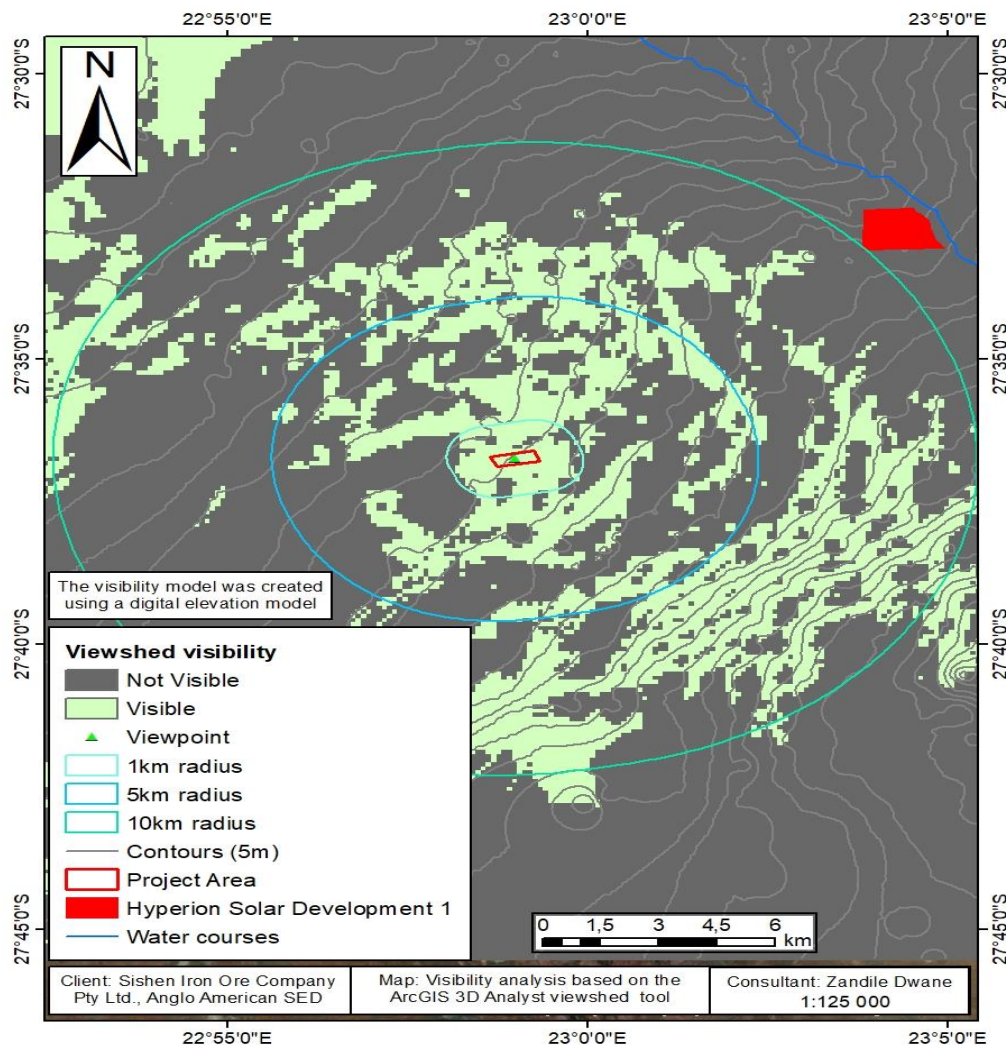 22°55'0"E 23°0'0"E 23°5'0"E
N
27°30'0"S 27°30'0"S
27°35'0"S 27°35'0"S
The visibility model was created
using a digital elevation model
27°40'0"S 27°40'0"S
Viewshed visibility
Not Visible
Visible
Viewpoint
1km radius
5km radius
10km radius
Contours (5m)
Project Area
Hyperion Solar Development 1
Water courses
0 1,5 3 4,5 6
km
27°45'0"S 27°45'0"S
Client: Sishen Iron Ore Company
Pty Ltd., Anglo American SED
Map: Visibility analysis based on the
ArcGIS 3D Analyst viewshed tool
Consultant: Zandile Dwane
1:125 000
22°55'0"E 23°0'0"E 23°5'0"E